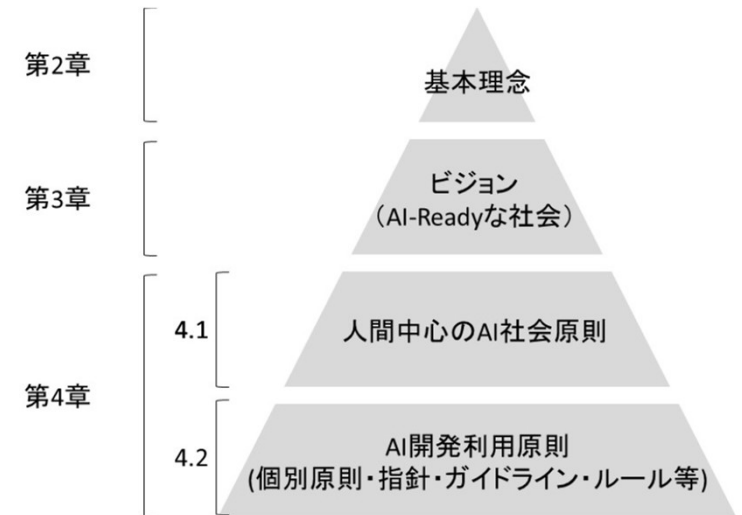 第2章
基本理念
第3章
ビジョン
（AI-Readyな社会）
第4章
4.1
人間中心のAI社会原則
4.2
AI開発利用原則
(個別原則・指針・ガイドライン・ルール等)